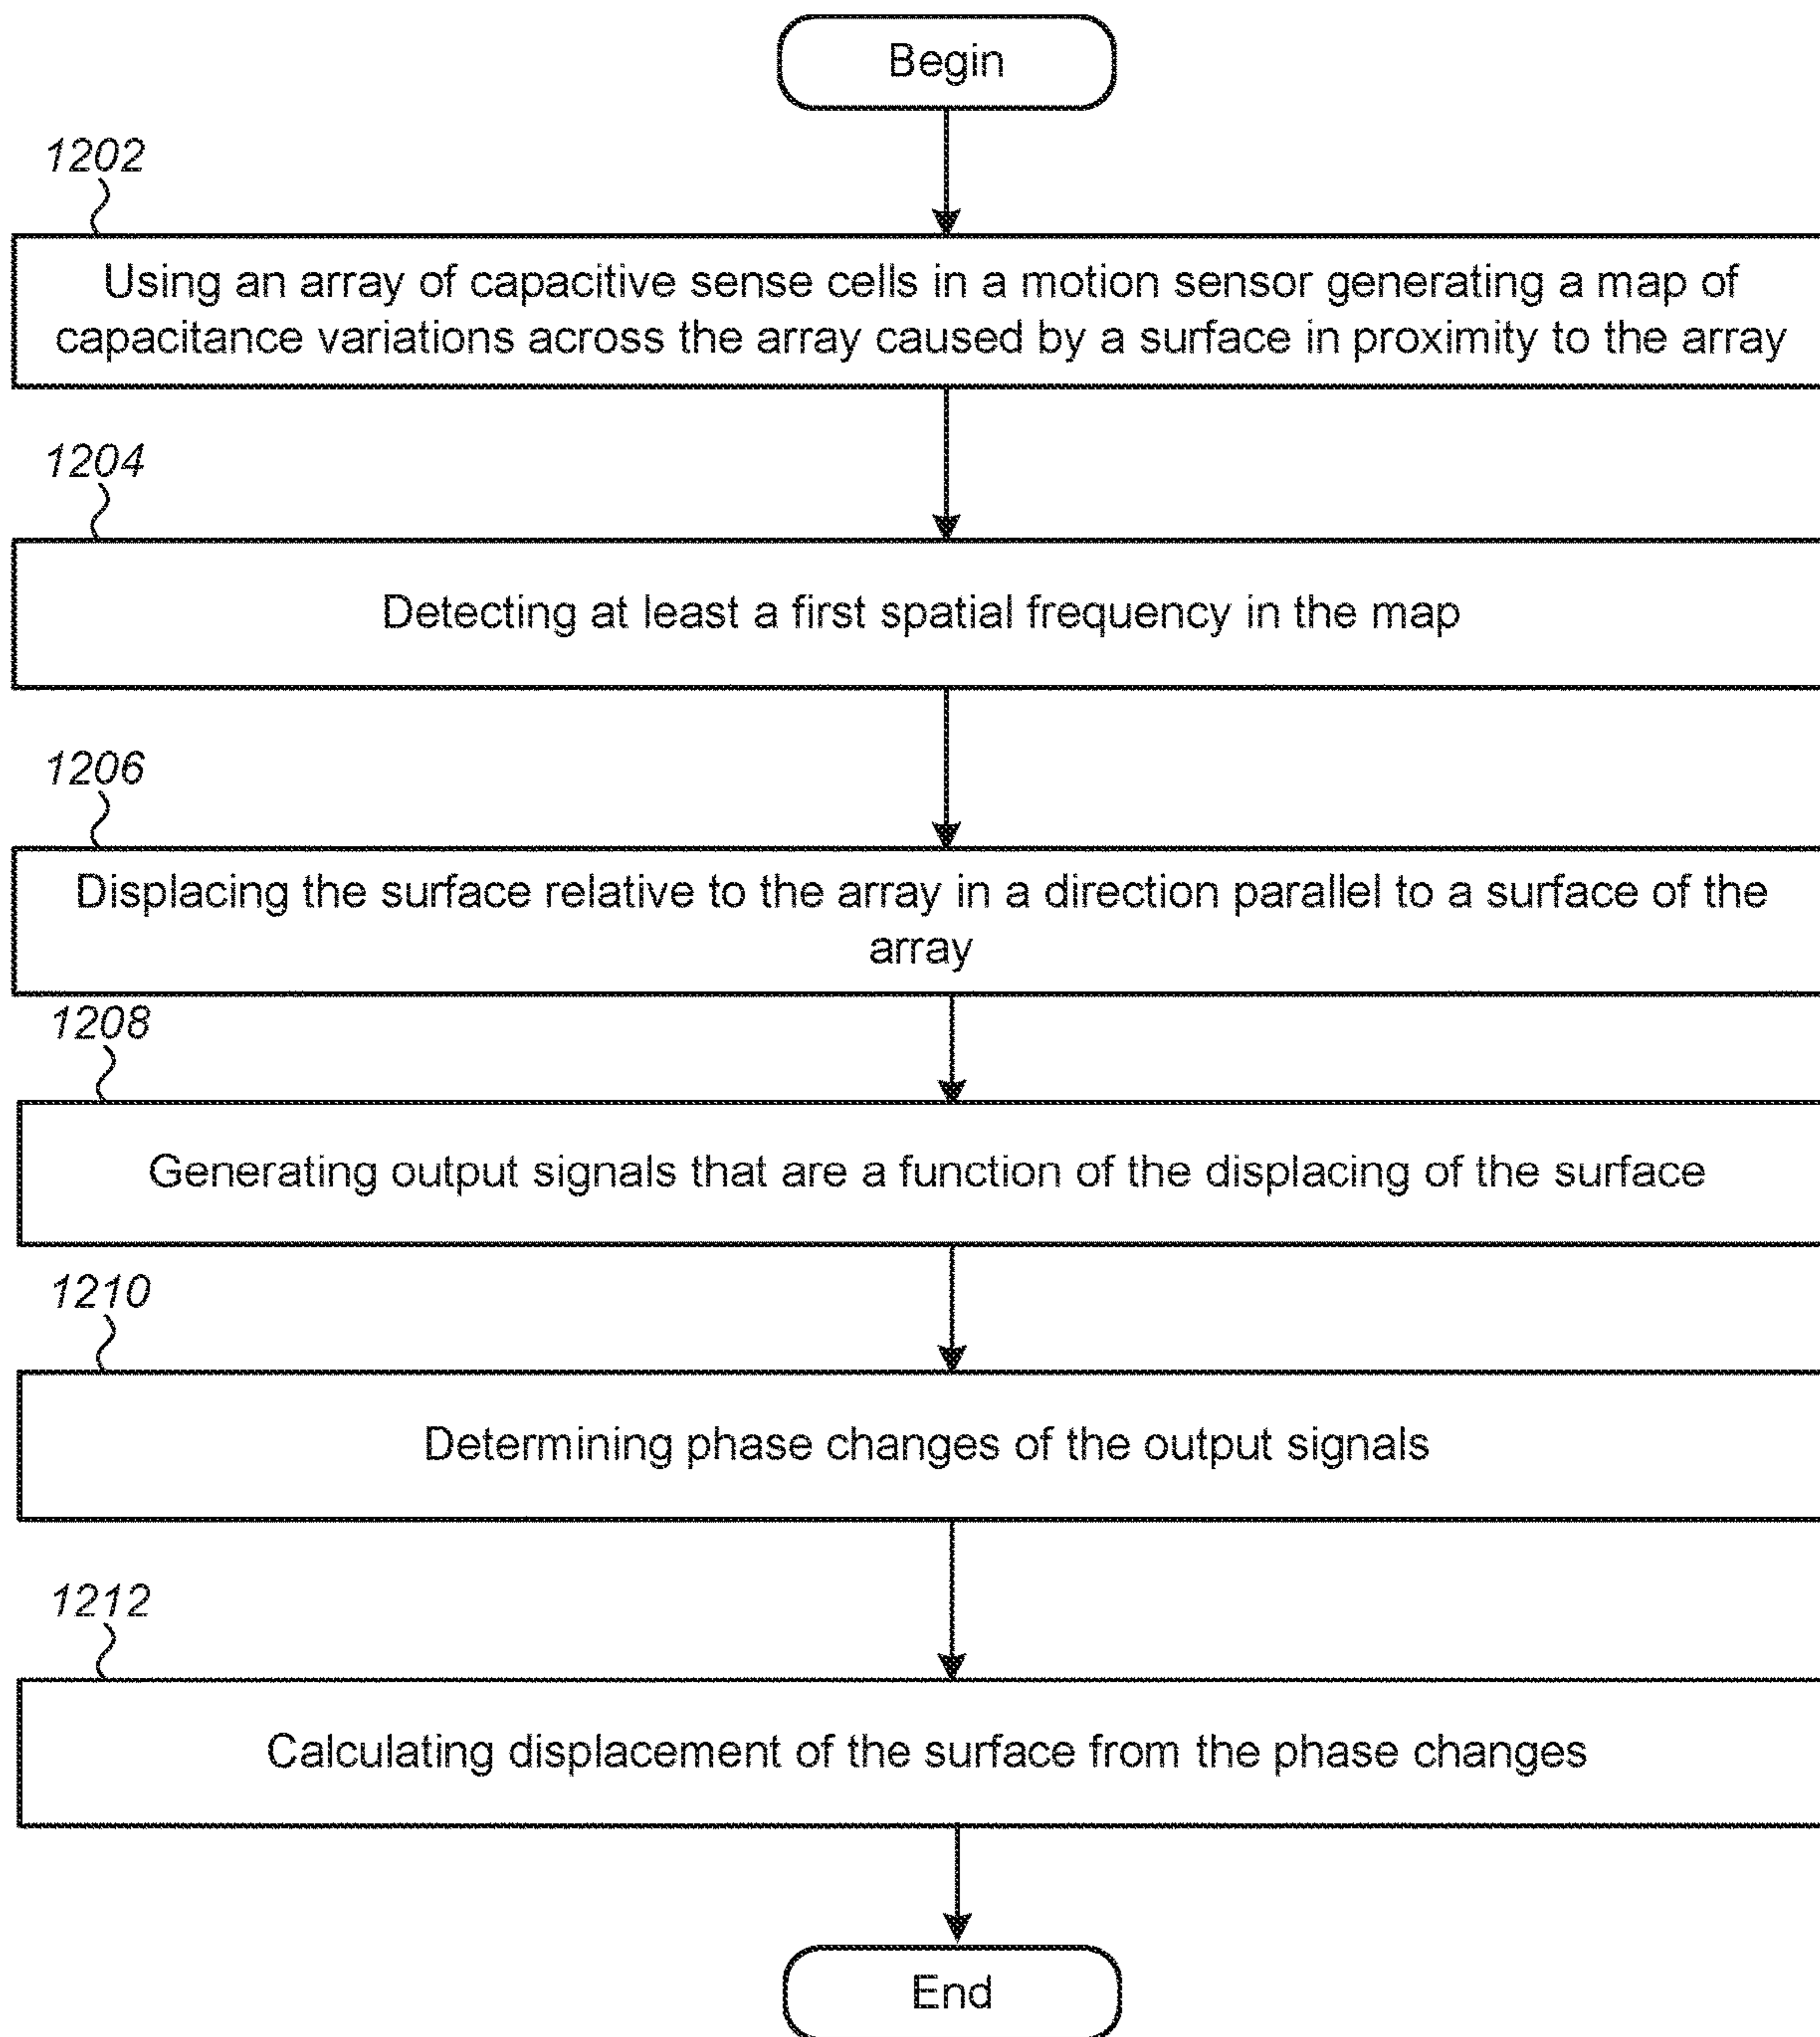 Begin
1202
Using an array of capacitive sense cells in a motion sensor generating a map of
capacitance variations across the array caused by a surface in proximity to the array
1204
Detecting at least a first spatial frequency in the map
1206
Displacing the surface relative to the array in a direction parallel to a surface of the
array
1208
Generating output signals that are a function of the displacing of the surface
1210
Determining phase changes of the output signals
1212
Calculating displacement of the surface from the phase changes
End